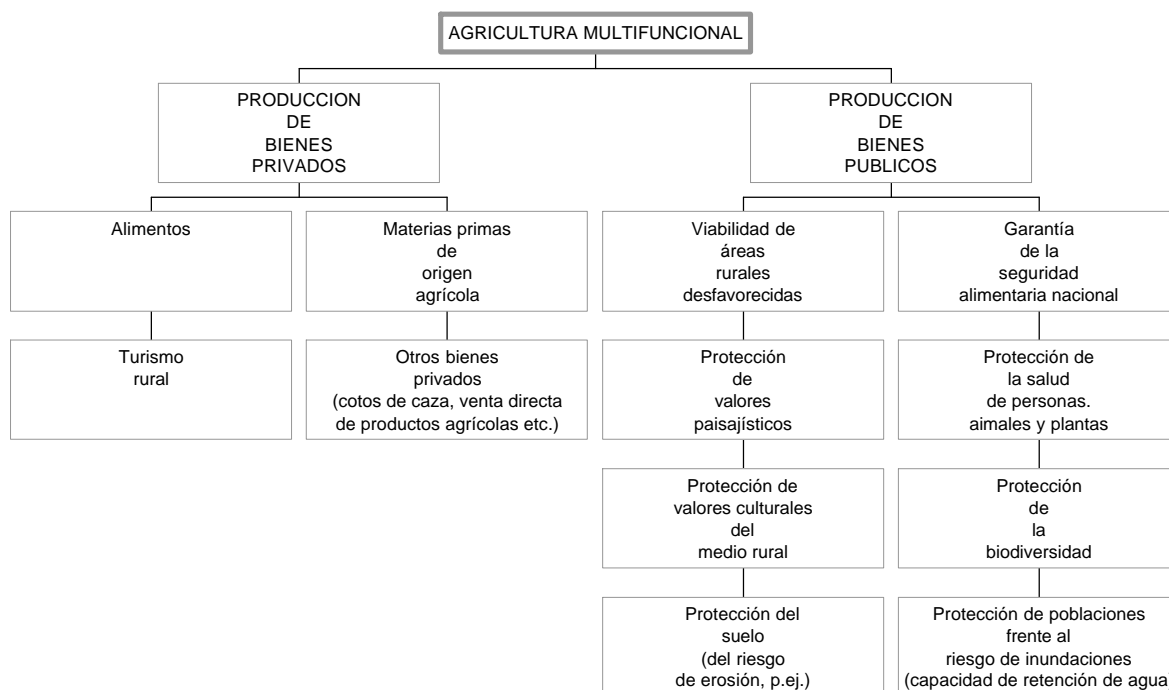 AGRICULTURA MULTIFUNCIONAL
PRODUCCION
DE
BIENES
PRIVADOS
PRODUCCION
DE
BIENES
PUBLICOS
Alimentos
Materias primas
de
origen
agrícola
Viabilidad de
áreas
rurales
desfavorecidas
Garantía
de la
seguridad
alimentaria nacional
Turismo
rural
Otros bienes
privados
(cotos de caza, venta directa
de productos agrícolas etc.)
Protección
de
valores
paisajísticos
Protección de
la salud
de personas.
aimales y plantas
Protección de
valores culturales
del
medio rural
Protección
de
la
biodiversidad
Protección del
suelo
(del riesgo
de erosión, p.ej.)
Protección de poblaciones
frente al
riesgo de inundaciones
(capacidad de retención de agua)